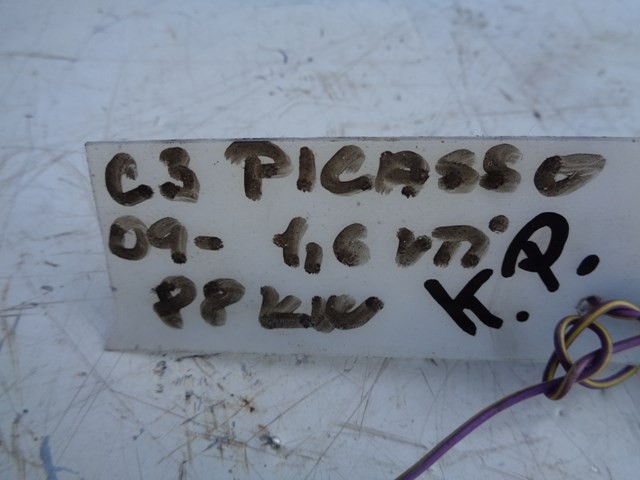 C3 PICASSO
09- 1,6 VTi
88 KW K.P.